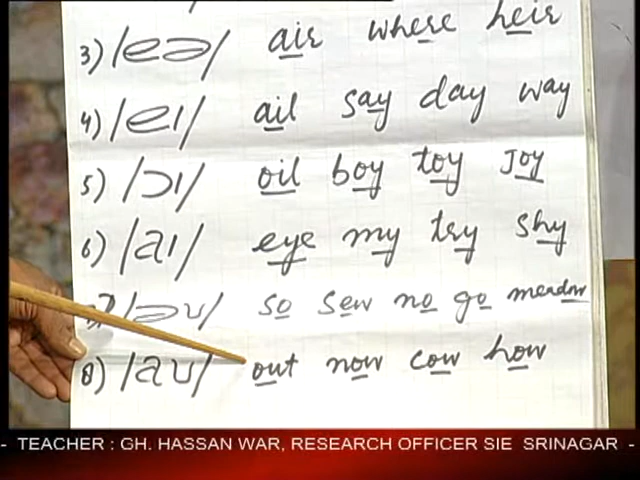 3) /eə/ air where heir
4) /eɪ/ ail say day way
5) /ɔɪ/ oil boy toy Joy
6) /aɪ/ eye my try shy
7) /əʊ/ so sew no go meadow
8) /aʊ/ out now cow how
- TEACHER : GH. HASSAN WAR, RESEARCH OFFICER SIE SRINAGAR -